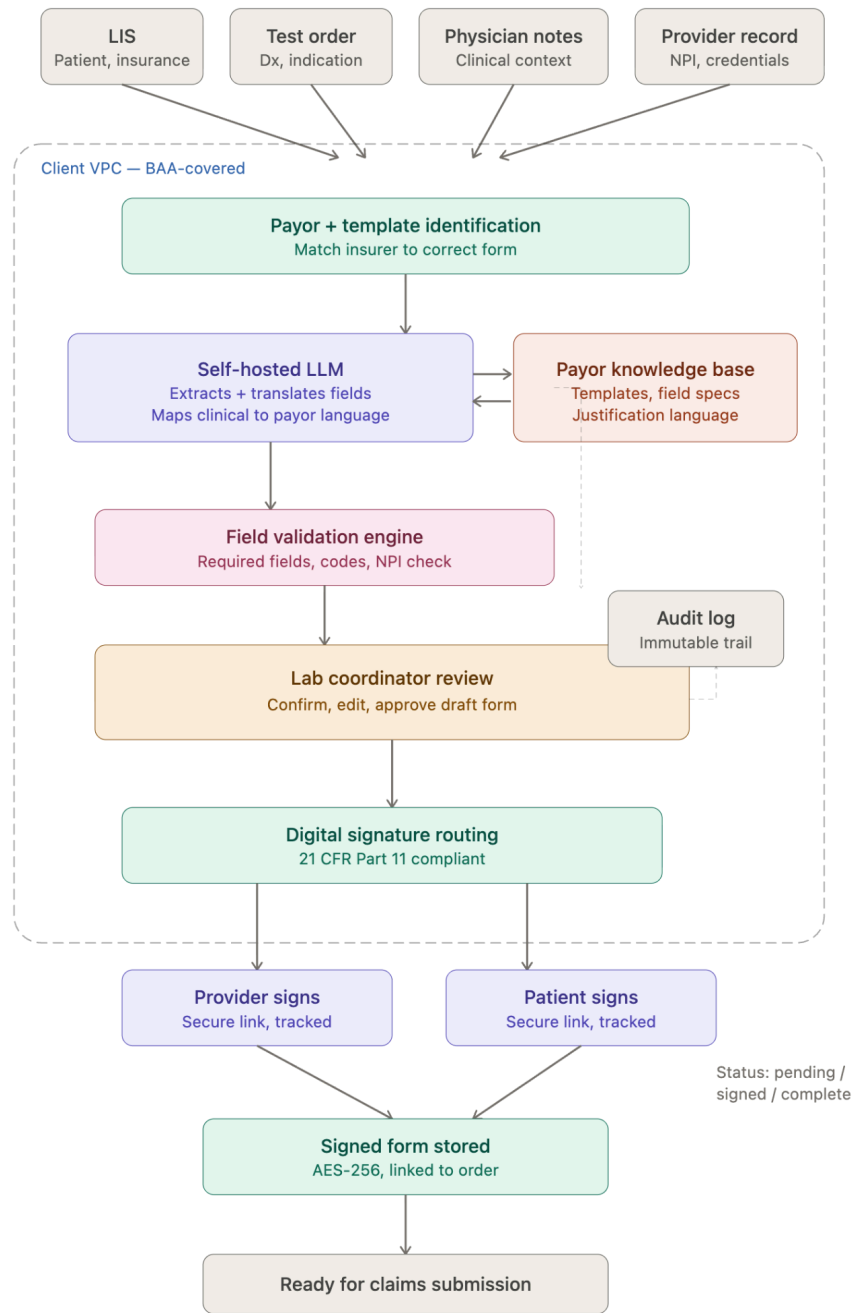 LIS
Patient, insurance
Test order
Dx, indication
Physician notes
Clinical context
Provider record
NPI, credentials
Client VPC — BAA-covered
Payor + template identification
Match insurer to correct form
Self-hosted LLM
Extracts + translates fields
Maps clinical to payor language
Payor knowledge base
Templates, field specs
Justification language
Field validation engine
Required fields, codes, NPI check
Audit log
Immutable trail
Lab coordinator review
Confirm, edit, approve draft form
Digital signature routing
21 CFR Part 11 compliant
Provider signs
Secure link, tracked
Patient signs
Secure link, tracked
Status: pending /
signed / complete
Signed form stored
AES-256, linked to order
Ready for claims submission